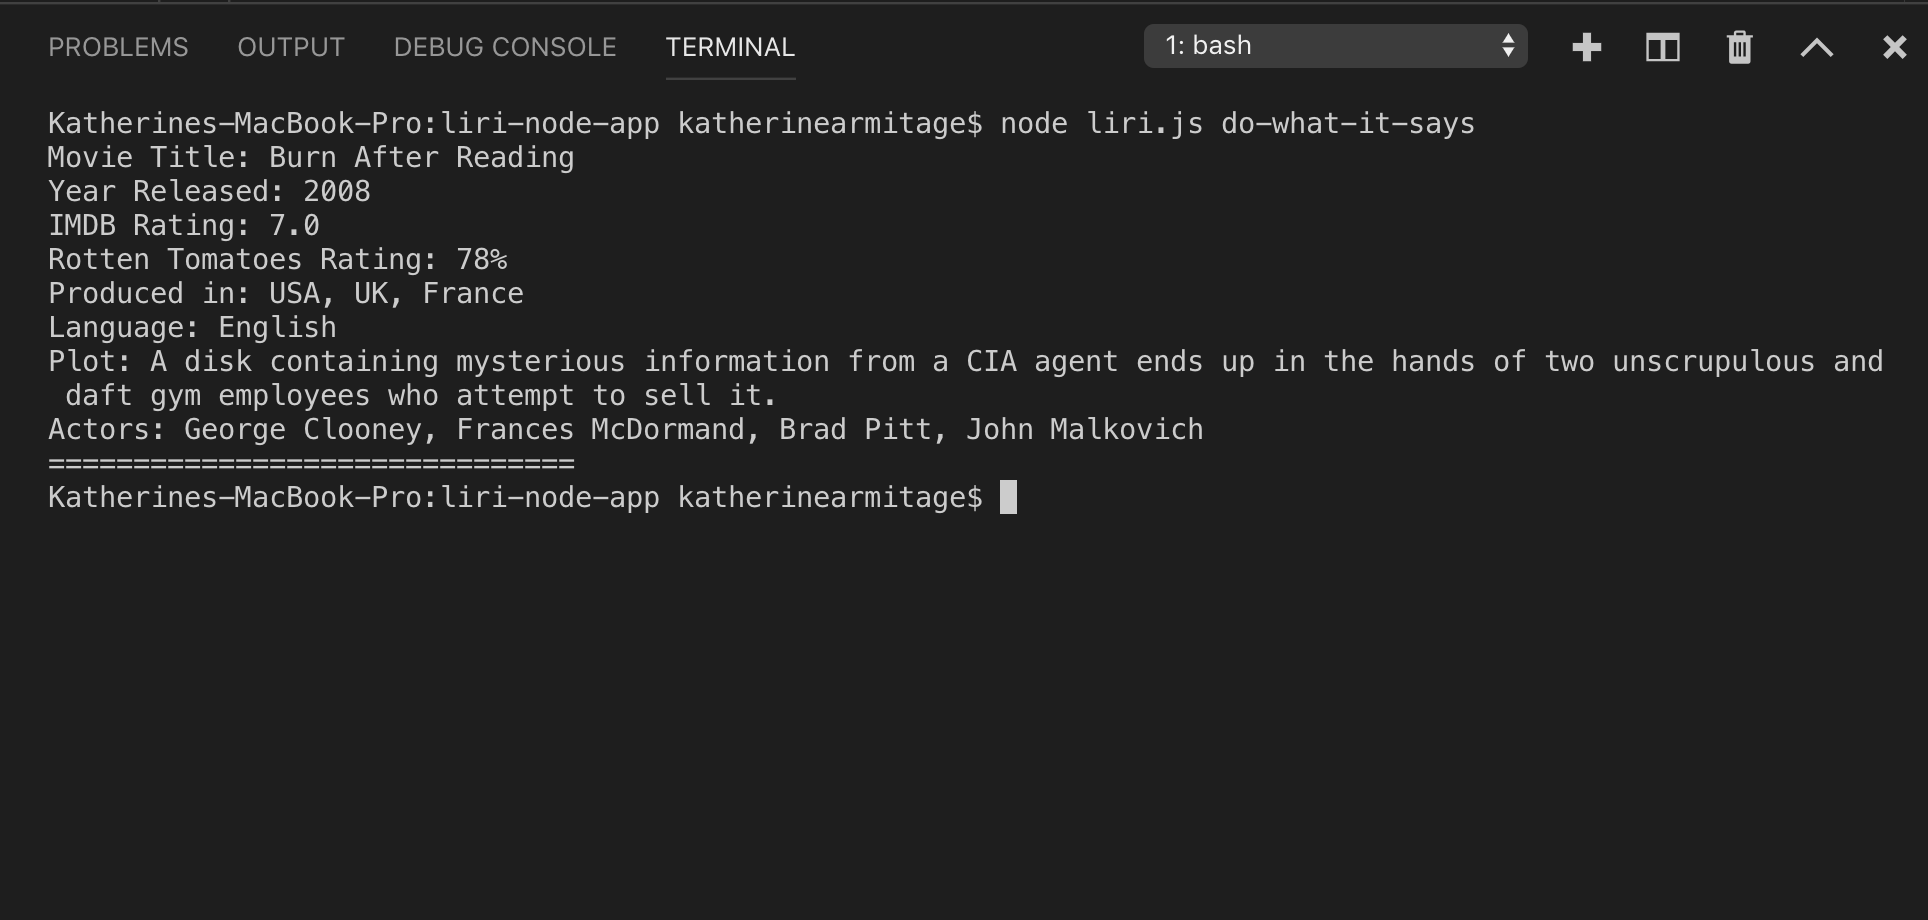 PROBLEMS OUTPUT DEBUG CONSOLE TERMINAL 1: bash
Katherines-MacBook-Pro:liri-node-app katherinearmitage$ node liri.js do-what-it-says
Movie Title: Burn After Reading
Year Released: 2008
IMDB Rating: 7.0
Rotten Tomatoes Rating: 78%
Produced in: USA, UK, France
Language: English
Plot: A disk containing mysterious information from a CIA agent ends up in the hands of two unscrupulous and
 daft gym employees who attempt to sell it.
Actors: George Clooney, Frances McDormand, Brad Pitt, John Malkovich
===============================
Katherines-MacBook-Pro:liri-node-app katherinearmitage$